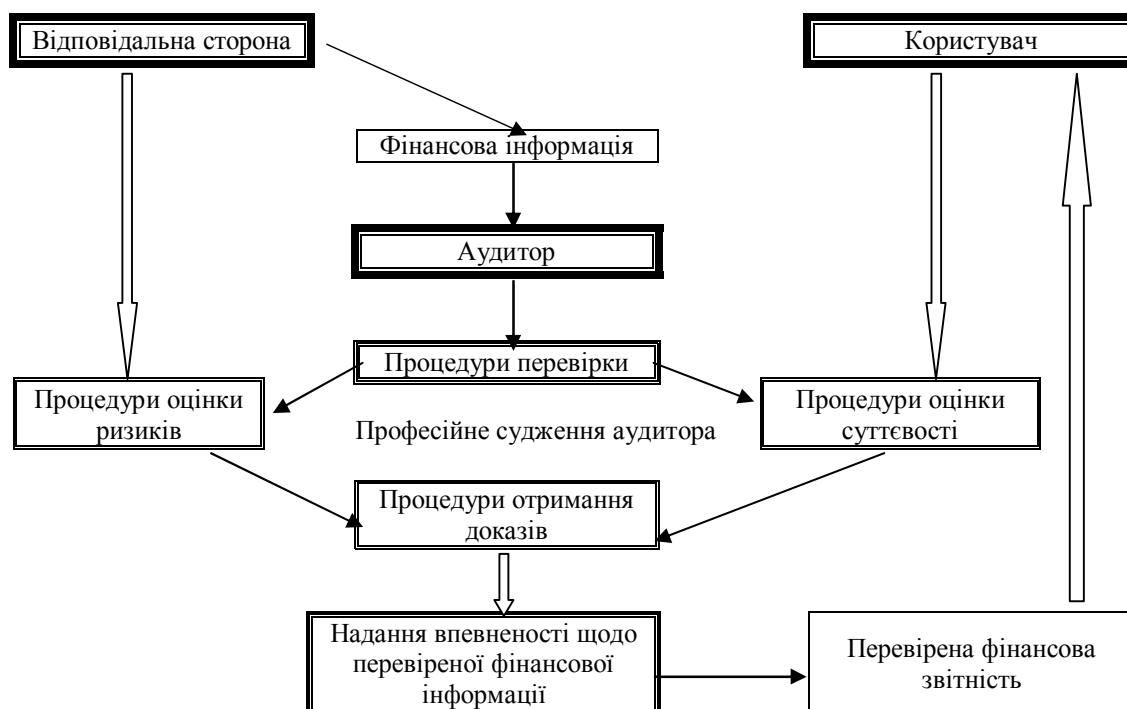 Відповідальна сторона
Користувач
Фінансова інформація
Аудитор
Процедури перевірки
Процедури оцінки
ризиків
Професійне судження аудитора
Процедури оцінки
суттєвості
Процедури отримання
доказів
Надання впевненості щодо
перевіреної фінансової
інформації
Перевірена фінансова
звітність